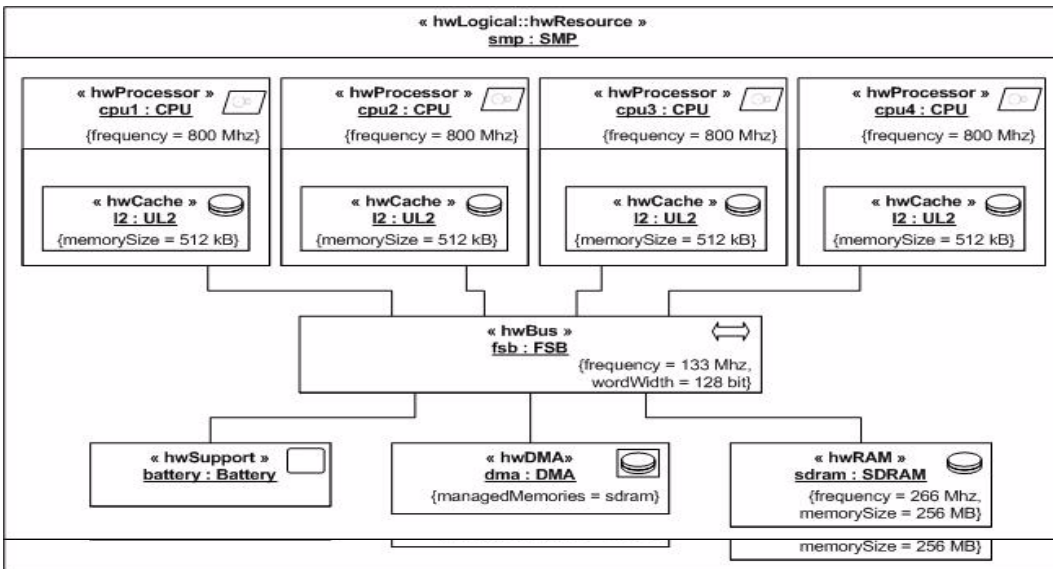 « hwLogical::hwResource »
smp : SMP
« hwProcessor »
cpu1 : CPU
{frequency = 800 Mhz}
« hwCache »
l2 : UL2
{memorySize = 512 kB}
« hwProcessor »
cpu2 : CPU
{frequency = 800 Mhz}
« hwCache »
l2 : UL2
{memorySize = 512 kB}
« hwProcessor »
cpu3 : CPU
{frequency = 800 Mhz}
« hwCache »
l2 : UL2
{memorySize = 512 kB}
« hwProcessor »
cpu4 : CPU
{frequency = 800 Mhz}
« hwCache »
l2 : UL2
{memorySize = 512 kB}
« hwBus »
fsb : FSB
{frequency = 133 Mhz,
wordWidth = 128 bit}
« hwSupport »
battery : Battery
« hwDMA»
dma : DMA
{managedMemories = sdram}
« hwRAM »
sdram : SDRAM
{frequency = 266 Mhz,
memorySize = 256 MB}
memorySize = 256 MB}